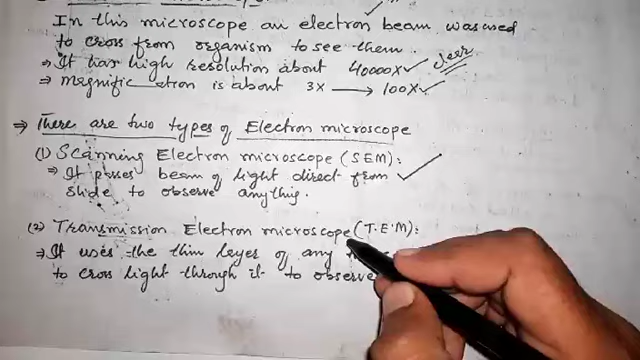 In this microscope an electron beam was used
to cross from organism to see them.
⇒ It has high resolution about 40000X
⇒ Magnification is about 3X → 100X
⇒ There are two types of Electron microscope
(1) Scanning Electron microscope (SEM):
⇒ It passes beam of light direct from
slide to observe anything.
(2) Transmission Electron microscope (T.E.M):
⇒ It uses the thin leyer of any
to cross light through it to observe